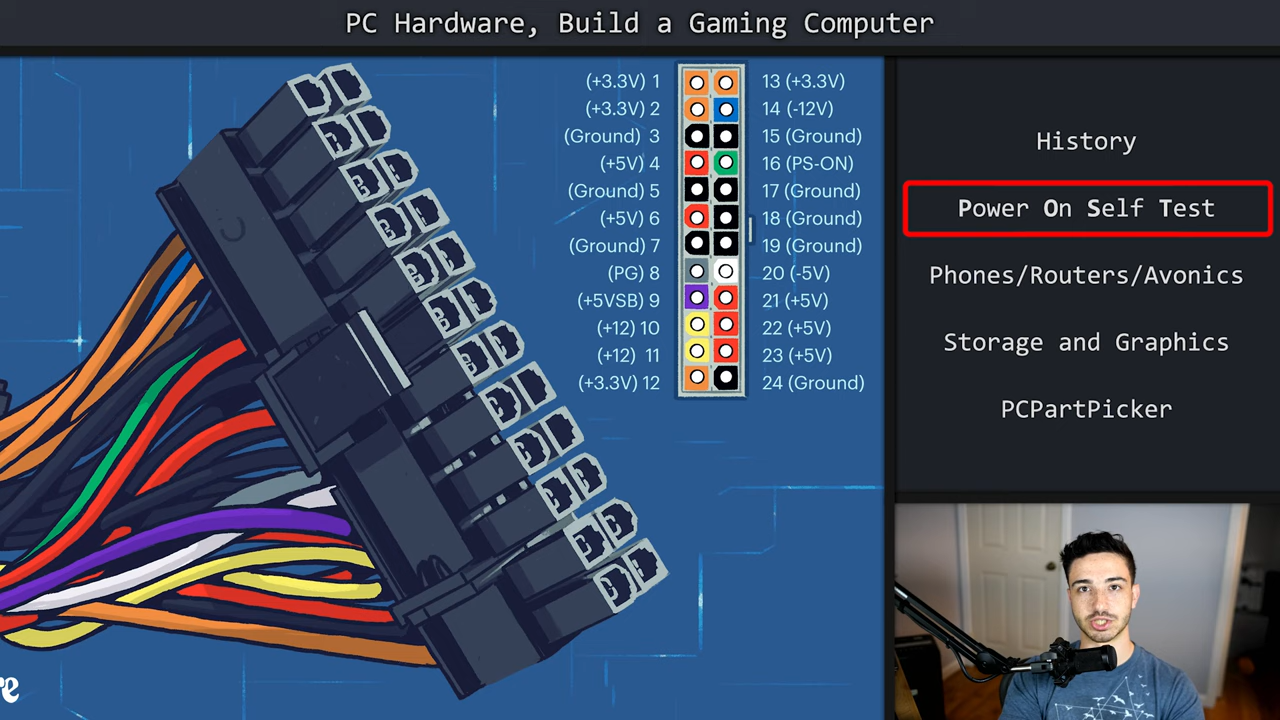 PC Hardware, Build a Gaming Computer
(+3.3V) 1 13 (+3.3V)
(+3.3V) 2 14 (-12V)
(Ground) 3 15 (Ground)
(+5V) 4 16 (PS-ON)
(Ground) 5 17 (Ground)
(+5V) 6 18 (Ground)
(Ground) 7 19 (Ground)
(PG) 8 20 (-5V)
(+5VSB) 9 21 (+5V)
(+12) 10 22 (+5V)
(+12) 11 23 (+5V)
(+3.3V) 12 24 (Ground)
History
Power On Self Test
Phones/Routers/Avonics
Storage and Graphics
PCPartPicker
re